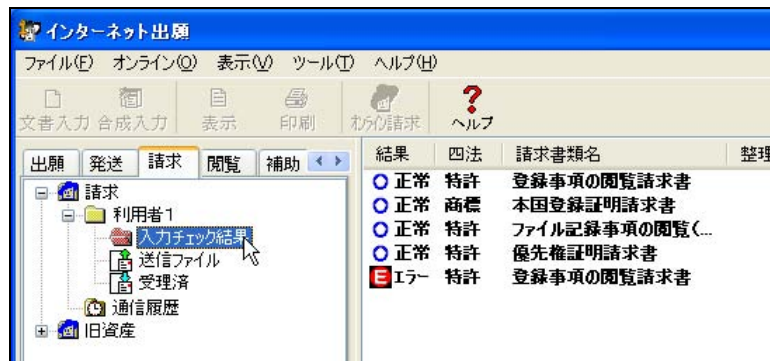 インターネット出願
ファイル(F) オンライン(O) 表示(V) ツール(T) ヘルプ(H)
文書入力 合成入力 表示 印刷 オンライン請求 ヘルプ
出願 発送 請求 閲覧 補助
請求
利用者1
入力チェック結果
送信ファイル
受理済
通信履歴
旧資産
結果 四法 請求書類名 整理
正常 特許 登録事項の閲覧請求書
正常 商標 本国登録証明請求書
正常 特許 ファイル記録事項の閲覧(...
正常 特許 優先権証明請求書
E エラー 特許 登録事項の閲覧請求書